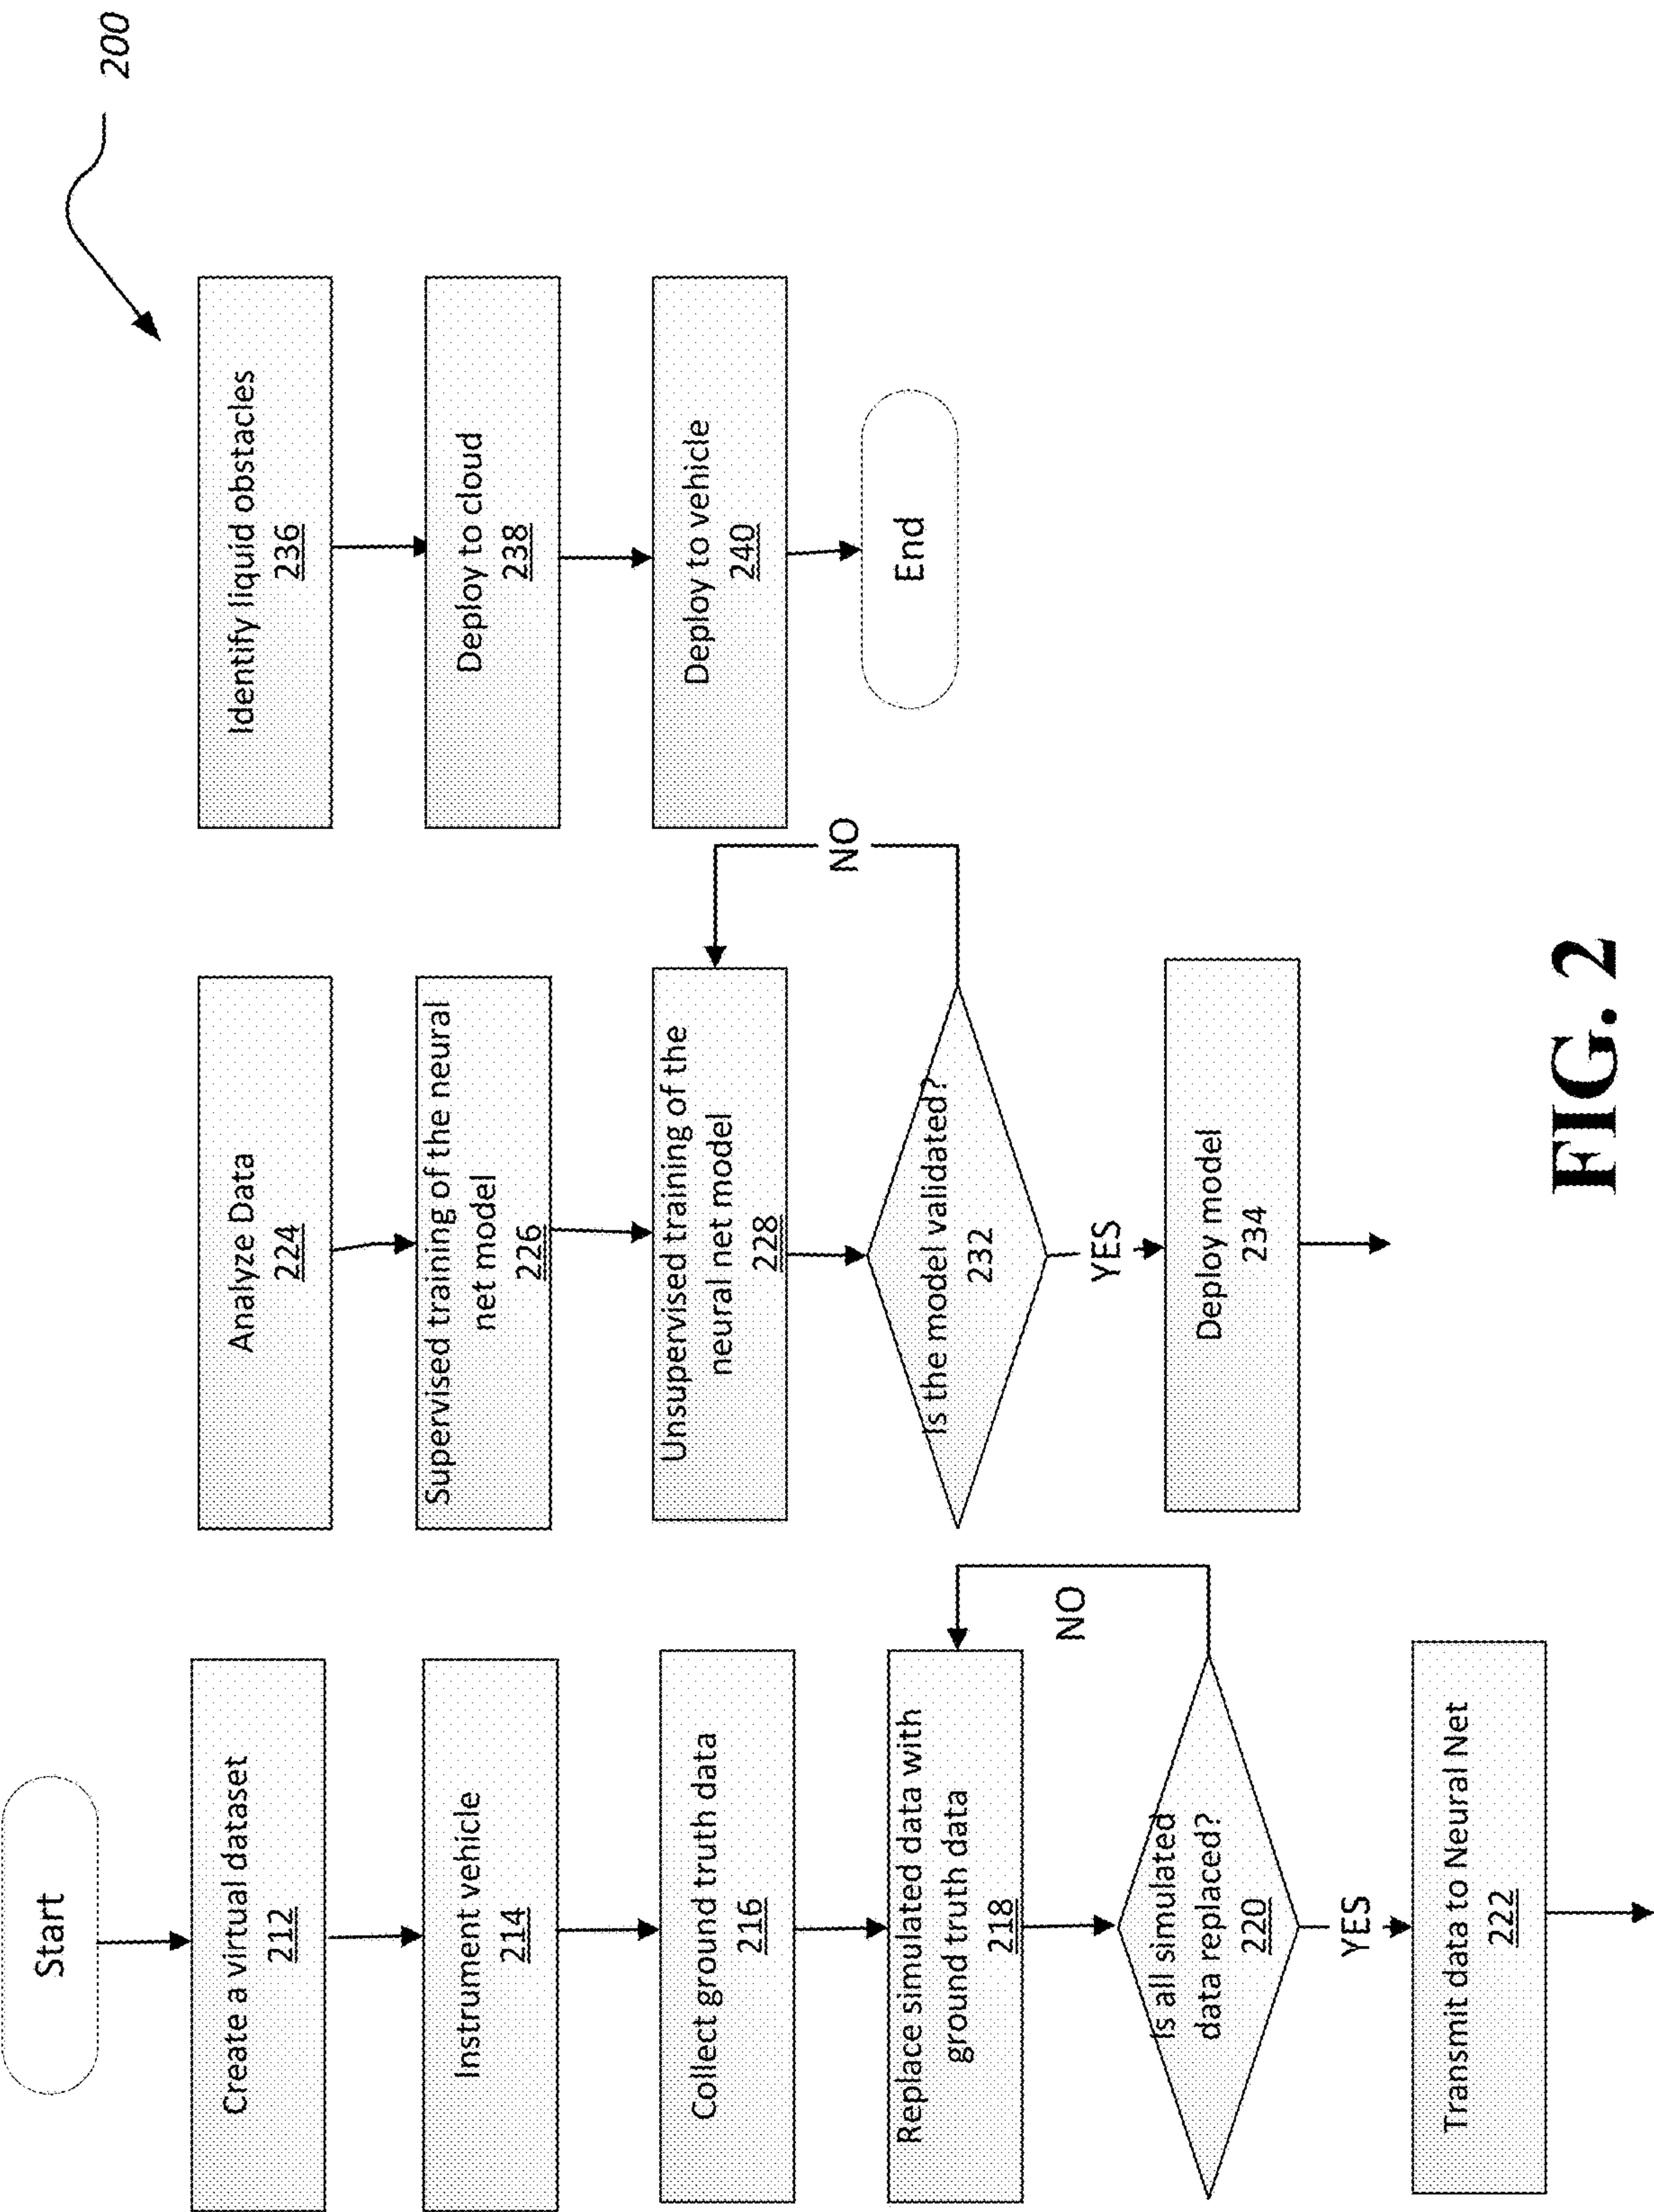 200
Start
Create a virtual dataset
212
Instrument vehicle
214
Collect ground truth data
216
Replace simulated data with
ground truth data
218
Is all simulated
data replaced?
220
NO
YES
Transmit data to Neural Net
222
Analyze Data
224
Supervised training of the neural
net model
226
Unsupervised training of the
neural net model
228
Is the model validated?
232
NO
YES
Deploy model
234
Identify liquid obstacles
236
Deploy to cloud
238
Deploy to vehicle
240
End
FIG. 2